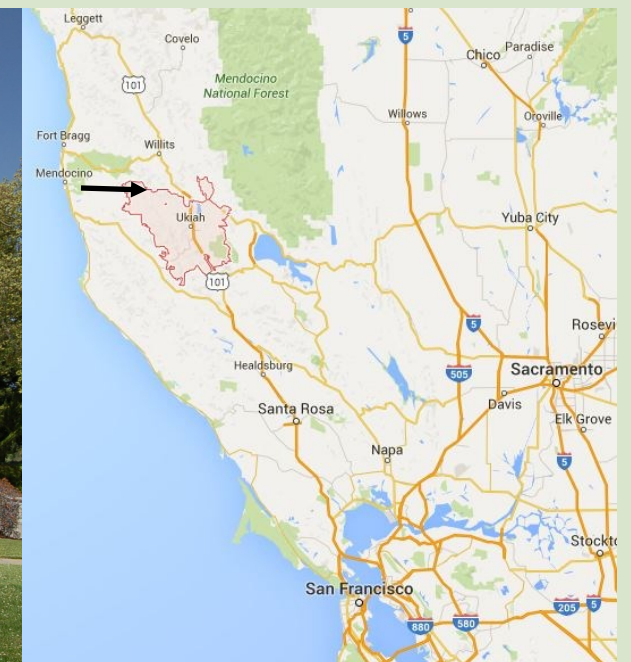 Leggett
Covelo
5
Chico
Paradise
101
Mendocino
National Forest
Willows
Oroville
Fort Bragg
Willits
Mendocino
Ukiah
Yuba City
101
5
Rosevi
Healdsburg
505
Sacramento
Santa Rosa
Davis
Elk Grove
Napa
5
Stockto
San Francisco
205
5
880
580